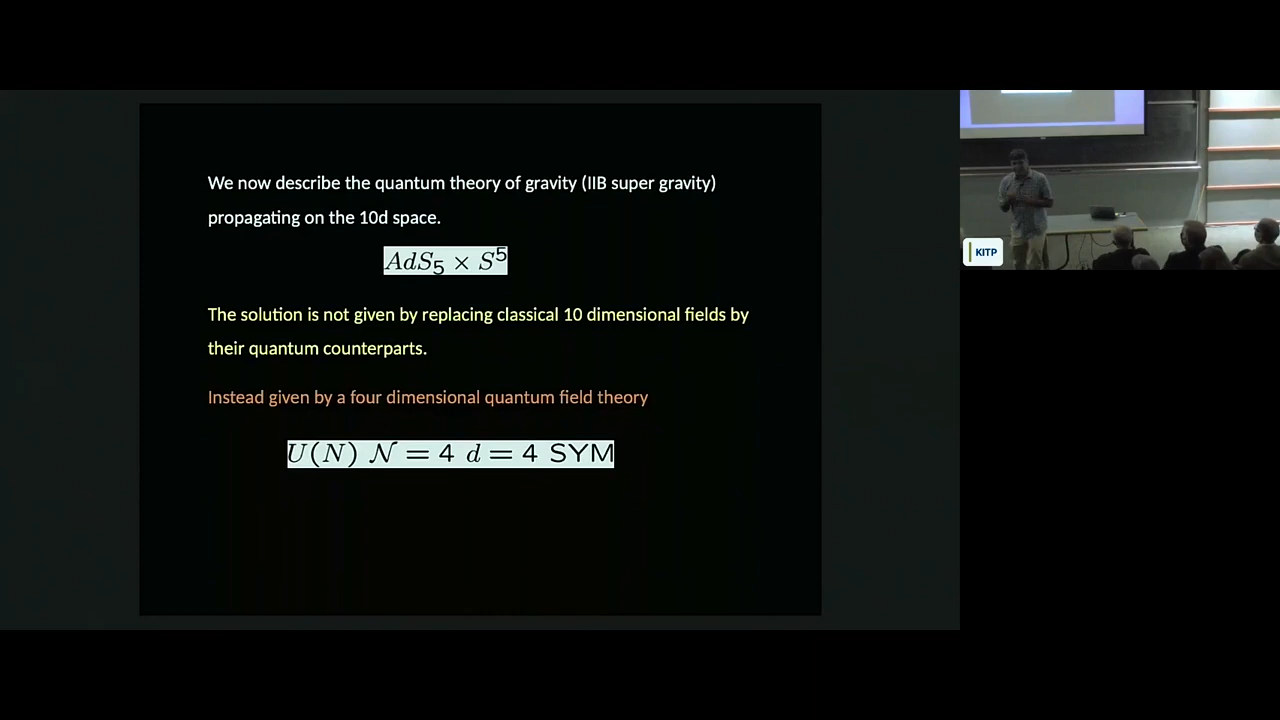 We now describe the quantum theory of gravity (IIB super gravity)
propagating on the 10d space.
AdS₅ × S⁵
The solution is not given by replacing classical 10 dimensional fields by
their quantum counterparts.
Instead given by a four dimensional quantum field theory
U(N) 𝒩 = 4 d = 4 SYM
KITP